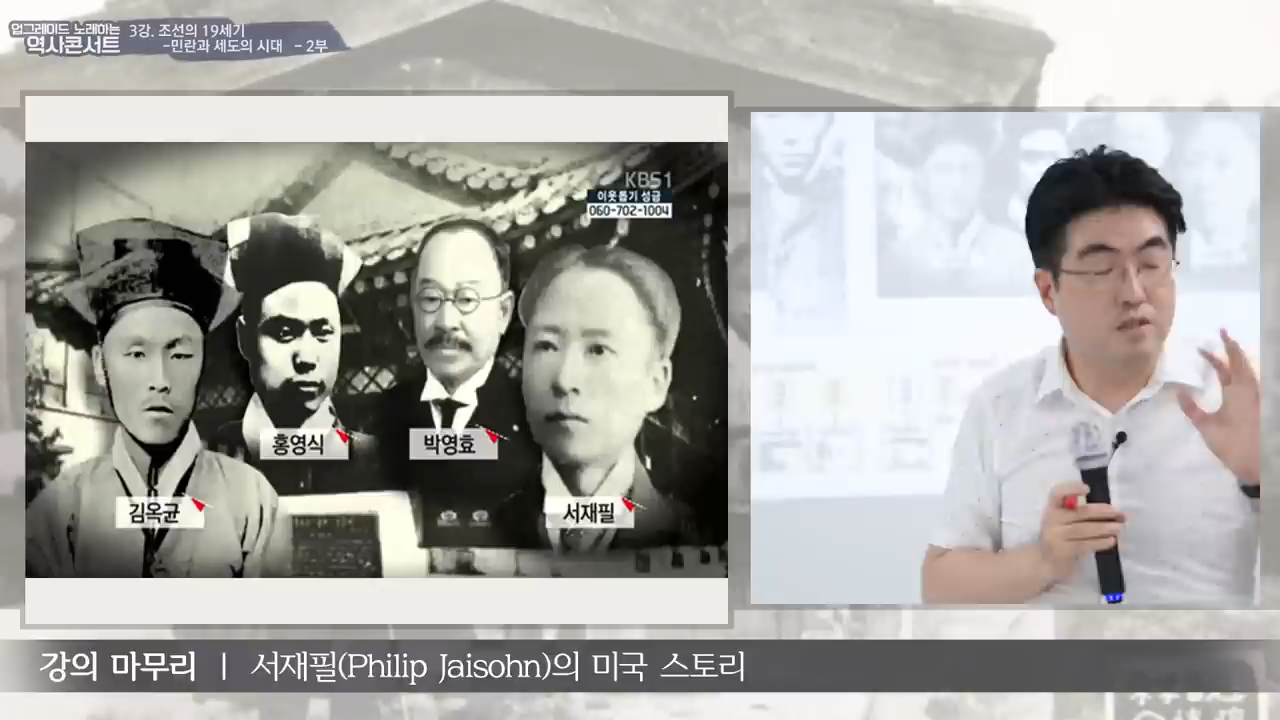 업그레이드 노래하는
역사콘서트
3강. 조선의 19세기
-민란과 세도의 시대 - 2부
KBS1
이웃돕기 성금
060-702-1004
홍영식
박영효
김옥균
서재필
강의 마무리 | 서재필(Philip Jaisohn)의 미국 스토리